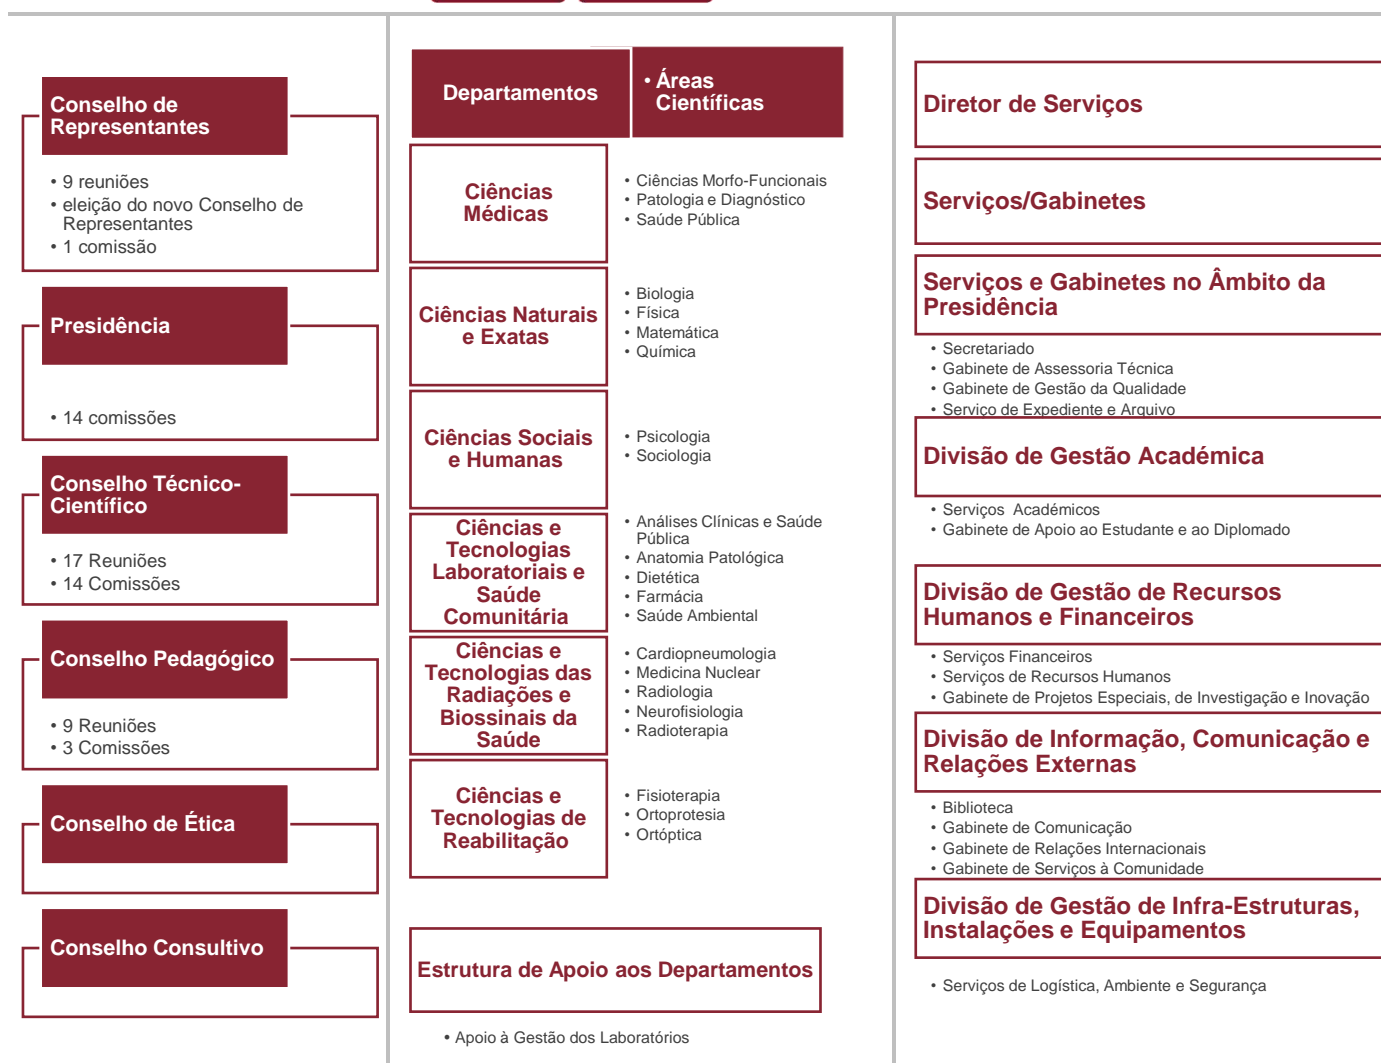 Conselho de
Representantes
• 9 reuniões
• eleição do novo Conselho de
Representantes
• 1 comissão
Presidência
• 14 comissões
Conselho Técnico-
Científico
• 17 Reuniões
• 14 Comissões
Conselho Pedagógico
• 9 Reuniões
• 3 Comissões
Conselho de Ética
Conselho Consultivo
Departamentos
• Áreas
Científicas
Ciências
Médicas
• Ciências Morfo-Funcionais
• Patologia e Diagnóstico
• Saúde Pública
Ciências Naturais
e Exatas
• Biologia
• Física
• Matemática
• Química
Ciências Sociais
e Humanas
• Psicologia
• Sociologia
Ciências e
Tecnologias
Laboratoriais e
Saúde
Comunitária
• Análises Clínicas e Saúde
Pública
• Anatomia Patológica
• Dietética
• Farmácia
• Saúde Ambiental
Ciências e
Tecnologias das
Radiações e
Biossinais da
Saúde
• Cardiopneumologia
• Medicina Nuclear
• Radiologia
• Neurofisiologia
• Radioterapia
Ciências e
Tecnologias de
Reabilitação
• Fisioterapia
• Ortoprotesia
• Ortóptica
Estrutura de Apoio aos Departamentos
• Apoio à Gestão dos Laboratórios
Diretor de Serviços
Serviços/Gabinetes
Serviços e Gabinetes no Âmbito da
Presidência
• Secretariado
• Gabinete de Assessoria Técnica
• Gabinete de Gestão da Qualidade
• Serviço de Expediente e Arquivo
Divisão de Gestão Académica
• Serviços Académicos
• Gabinete de Apoio ao Estudante e ao Diplomado
Divisão de Gestão de Recursos
Humanos e Financeiros
• Serviços Financeiros
• Serviços de Recursos Humanos
• Gabinete de Projetos Especiais, de Investigação e Inovação
Divisão de Informação, Comunicação e
Relações Externas
• Biblioteca
• Gabinete de Comunicação
• Gabinete de Relações Internacionais
• Gabinete de Serviços à Comunidade
Divisão de Gestão de Infra-Estruturas,
Instalações e Equipamentos
• Serviços de Logística, Ambiente e Segurança